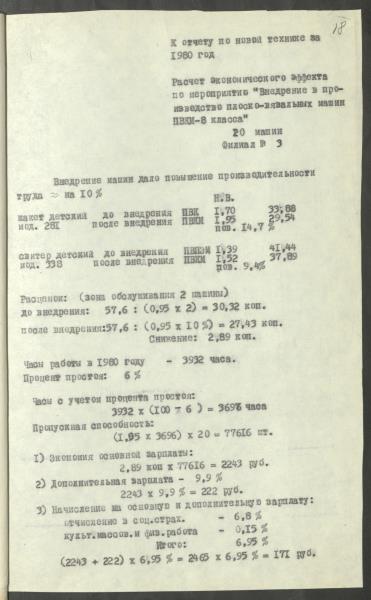 18
К отчету по новой технике за
1980 год
Расчет экономического эффекта
по мероприятию "Внедрение в про-
изводство плоско-вязальных машин
ПВКМ-8 класса"
20 машин
Филиал № 3
Внедрение машин дало повышение производительности
труда ≈ на 10 %
Н.В.
жакет детский до внедрения ПВК 1,70 33,88
мод. 281 после внедрения ПВКМ 1,95 29,54
пов. 14,7 %
свитер детский до внедрения ПВПЭМ 1,39 41,44
мод. 338 после внедрения ПВКМ 1,52 37,89
пов. 9,4%
Расценок: (зона обслуживания 2 машины)
до внедрения: 57,6 : (0,95 х 2) = 30,32 коп.
после внедрения:57,6 : (0,95 х 10 %) = 27,43 коп.
Снижение: 2,89 коп.
Часы работы в 1980 году - 3932 часа.
Процент простоя: 6 %
Часы с учетом процента простоя:
3932 х (100 - 6 ) = 3696 часа
Пропускная способность:
(1,05 х 3696) х 20 = 77616 шт.
1) Экономия основной зарплаты:
2,89 коп х 77616 = 2243 руб.
2) Дополнительная зарплата - 9,9 %
2243 х 9,9 % = 222 руб.
3) Начисление на основную и дополнительную зарплату:
отчисление в соц.страх. - 6,8 %
культ.массов.и физ.работа - 0,15 %
Итого: 6,95 %
(2243 + 222) х 6,95 % = 2465 х 6,95 % = 171 руб.